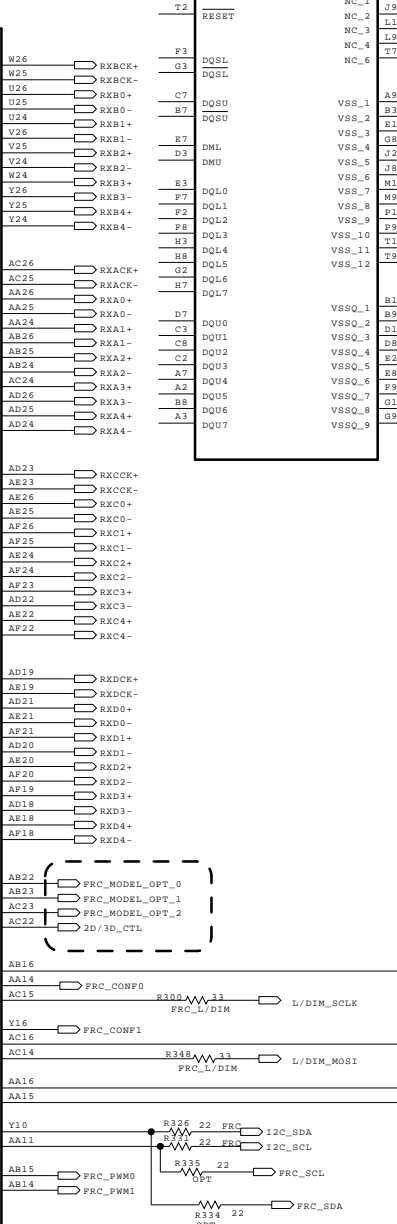 T2 RESET
F3 DQSL
G3 DQSL
C7 DQSU
B7 DQSU
E7 DML
D3 DMU
E3 DQL0
F7 DQL1
F2 DQL2
F8 DQL3
H3 DQL4
H8 DQL5
G2 DQL6
H7 DQL7
D7 DQU0
C3 DQU1
C8 DQU2
C2 DQU3
A7 DQU4
A2 DQU5
B8 DQU6
A3 DQU7
NC_1 J9
NC_2 L1
NC_3 L9
NC_4 T7
NC_6
VSS_1 A9
VSS_2 B3
VSS_3 E1
VSS_4 G8
VSS_5 J2
VSS_6 J8
VSS_7 M1
VSS_8 M9
VSS_9 P1
VSS_10 P9
VSS_11 T1
VSS_12 T9
VSSQ_1 B1
VSSQ_2 B9
VSSQ_3 D1
VSSQ_4 D8
VSSQ_5 E2
VSSQ_6 E8
VSSQ_7 F9
VSSQ_8 G1
VSSQ_9 G9
W26 RXBCK+
W25 RXBCK-
U26 RXB0+
U25 RXB0-
U24 RXB1+
V26 RXB1-
V25 RXB2+
V24 RXB2-
W24 RXB3+
Y26 RXB3-
Y25 RXB4+
Y24 RXB4-
AC26 RXACK+
AC25 RXACK-
AA26 RXA0+
AA25 RXA0-
AA24 RXA1+
AB26 RXA1-
AB25 RXA2+
AB24 RXA2-
AC24 RXA3+
AD26 RXA3-
AD25 RXA4+
AD24 RXA4-
AD23 RXCCK+
AE23 RXCCK-
AE26 RXC0+
AE25 RXC0-
AF26 RXC1+
AF25 RXC1-
AE24 RXC2+
AF24 RXC2-
AF23 RXC3+
AD22 RXC3-
AE22 RXC4+
AF22 RXC4-
AD19 RXDCK+
AE19 RXDCK-
AD21 RXD0+
AE21 RXD0-
AF21 RXD1+
AD20 RXD1-
AE20 RXD2+
AF20 RXD2-
AF19 RXD3+
AD18 RXD3-
AE18 RXD4+
AF18 RXD4-
AB22 FRC_MODEL_OPT_0
AB23 FRC_MODEL_OPT_1
AC23 FRC_MODEL_OPT_2
AC22 2D/3D_CTL
AB16
AA14 FRC_CONF0
AC15 R300 33 L/DIM_SCLK
FRC_L/DIM
Y16 FRC_CONF1
AC16
AC14 R348 33 L/DIM_MOSI
FRC_L/DIM
AA16
AA15
Y10 R326 22 FRC I2C_SDA
AA11 R331 22 FRC I2C_SCL
R335 22 FRC_SCL
OPT
AB15 FRC_PWM0
AB14 FRC_PWM1
R334 22 FRC_SDA